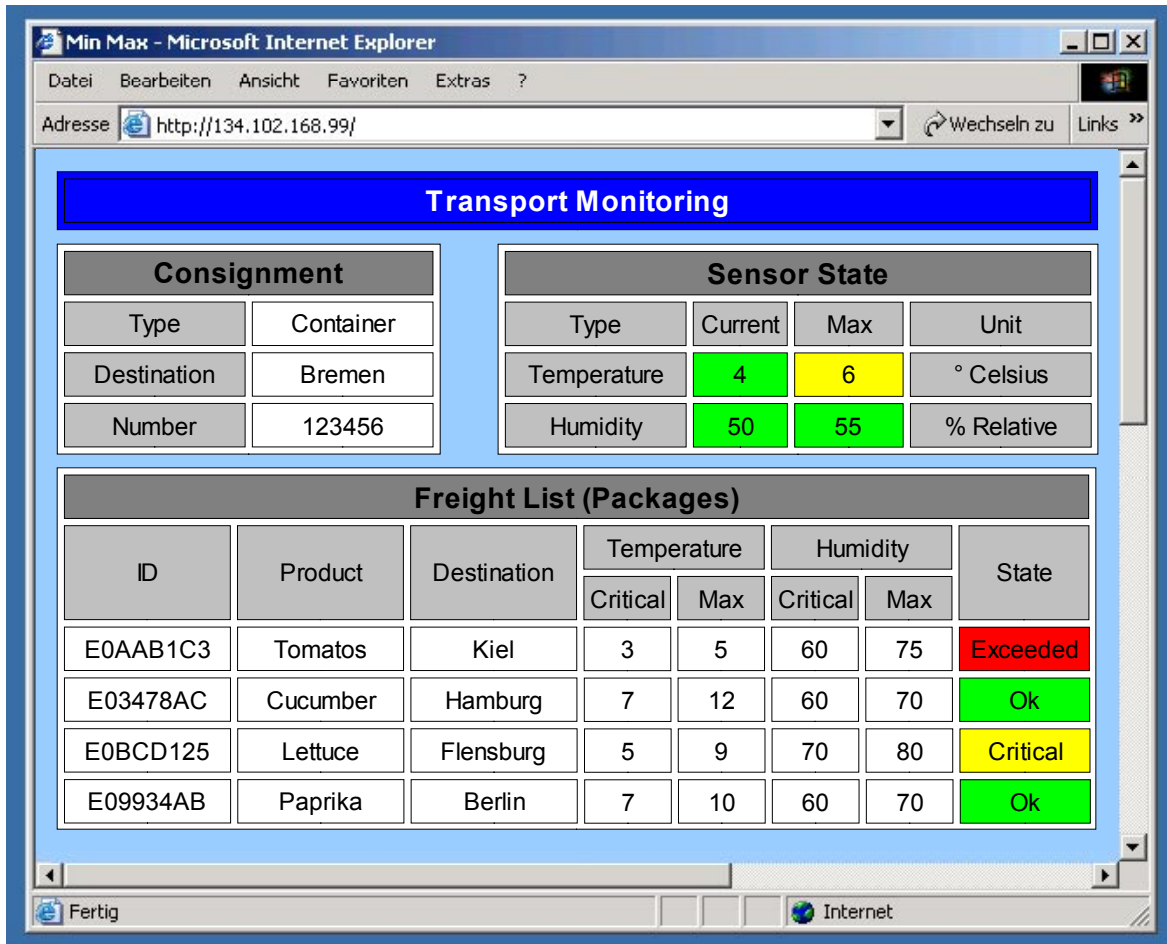 Min Max - Microsoft Internet Explorer
Datei Bearbeiten Ansicht Favoriten Extras ?
Adresse http://134.102.168.99/ Wechseln zu Links »
Transport Monitoring
Consignment
Type Container
Destination Bremen
Number 123456
Sensor State
Type Current Max Unit
Temperature 4 6 ° Celsius
Humidity 50 55 % Relative
Freight List (Packages)
ID Product Destination Temperature Humidity State
Critical Max Critical Max
E0AAB1C3 Tomatos Kiel 3 5 60 75 Exceeded
E03478AC Cucumber Hamburg 7 12 60 70 Ok
E0BCD125 Lettuce Flensburg 5 9 70 80 Critical
E09934AB Paprika Berlin 7 10 60 70 Ok
Fertig Internet